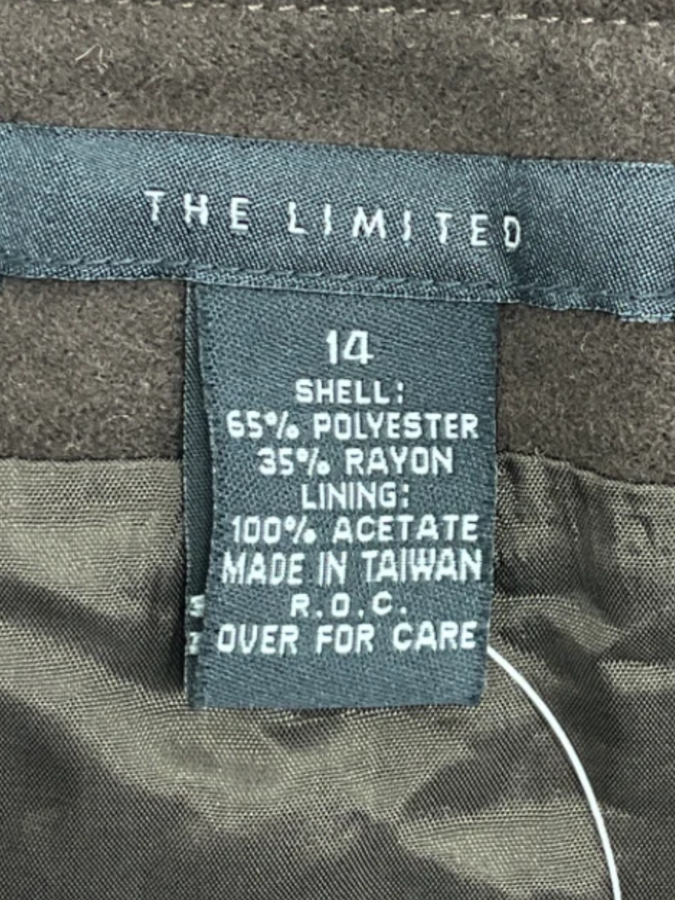 THE LIMITED
14
SHELL:
65% POLYESTER
35% RAYON
LINING:
100% ACETATE
MADE IN TAIWAN
R.O.C.
OVER FOR CARE